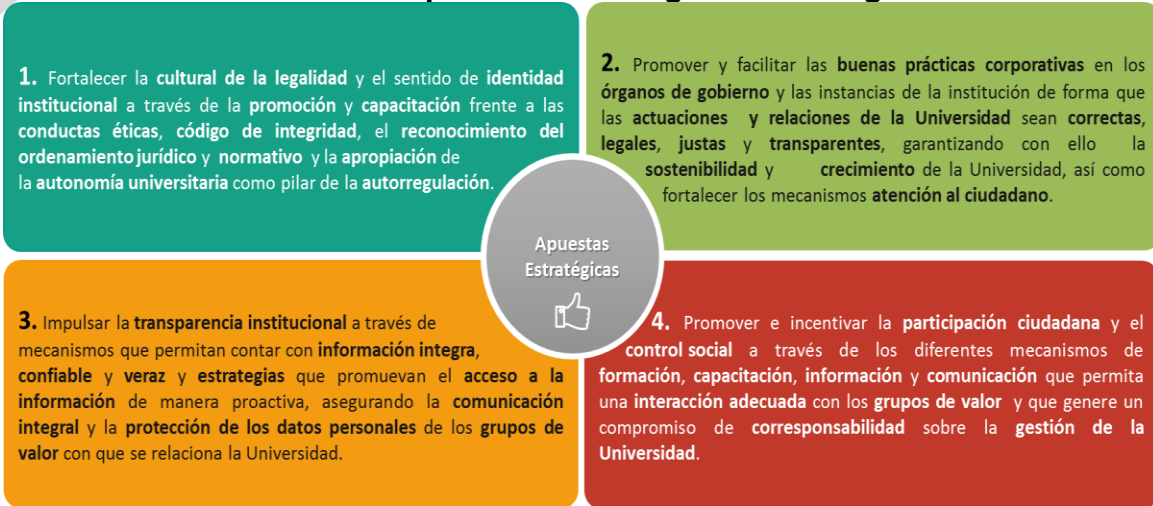 1. Fortalecer la cultural de la legalidad y el sentido de identidad
institucional a través de la promoción y capacitación frente a las
conductas éticas, código de integridad, el reconocimiento del
ordenamiento jurídico y normativo y la apropiación de
la autonomía universitaria como pilar de la autorregulación.
2. Promover y facilitar las buenas prácticas corporativas en los
órganos de gobierno y las instancias de la institución de forma que
las actuaciones y relaciones de la Universidad sean correctas,
legales, justas y transparentes, garantizando con ello la
sostenibilidad y crecimiento de la Universidad, así como
fortalecer los mecanismos atención al ciudadano.
Apuestas
Estratégicas
3. Impulsar la transparencia institucional a través de
mecanismos que permitan contar con información integra,
confiable y veraz y estrategias que promuevan el acceso a la
información de manera proactiva, asegurando la comunicación
integral y la protección de los datos personales de los grupos de
valor con que se relaciona la Universidad.
4. Promover e incentivar la participación ciudadana y el
control social a través de los diferentes mecanismos de
formación, capacitación, información y comunicación que permita
una interacción adecuada con los grupos de valor y que genere un
compromiso de corresponsabilidad sobre la gestión de la
Universidad.